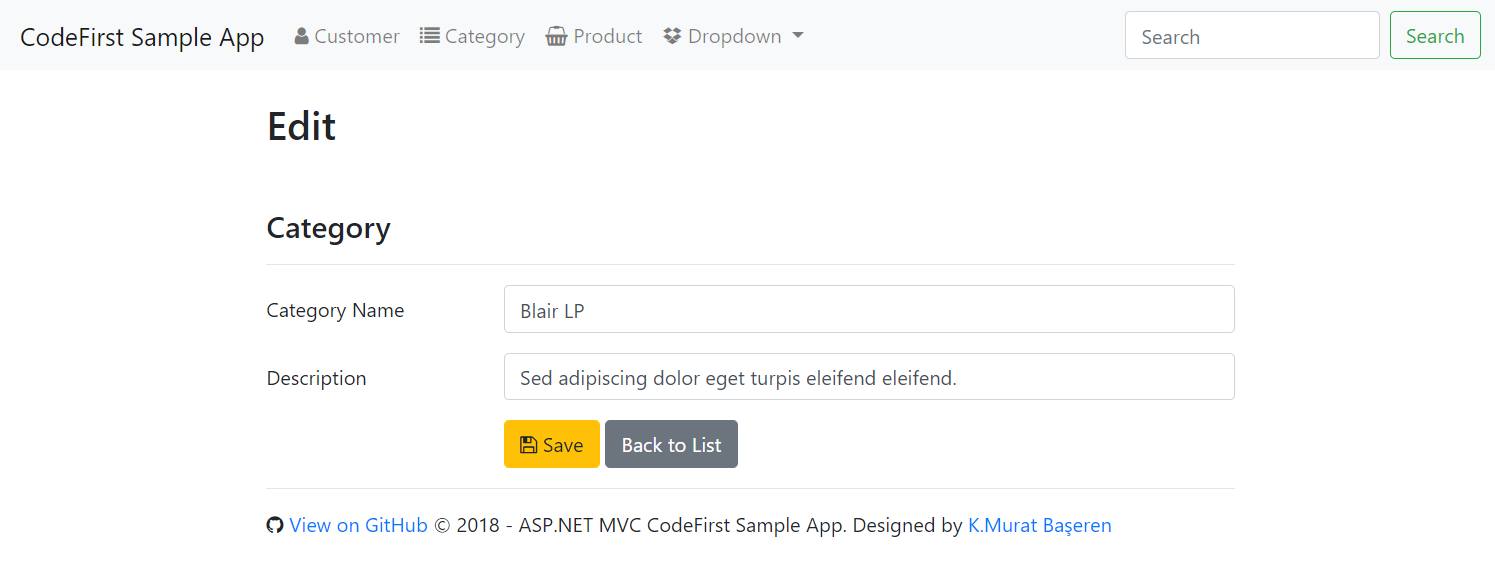 CodeFirst Sample App Customer Category Product Dropdown Search Search
Edit
Category
Category Name Blair LP
Description Sed adipiscing dolor eget turpis eleifend eleifend.
Save Back to List
View on GitHub © 2018 - ASP.NET MVC CodeFirst Sample App. Designed by K.Murat Başeren